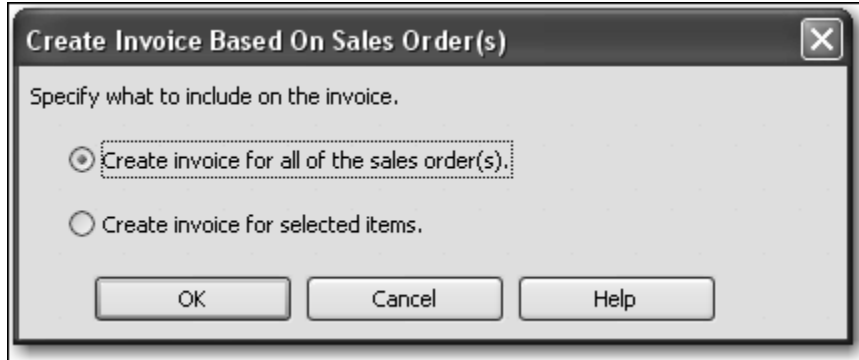 Create Invoice Based On Sales Order(s)
Specify what to include on the invoice.
Create invoice for all of the sales order(s).
Create invoice for selected items.
OK Cancel Help